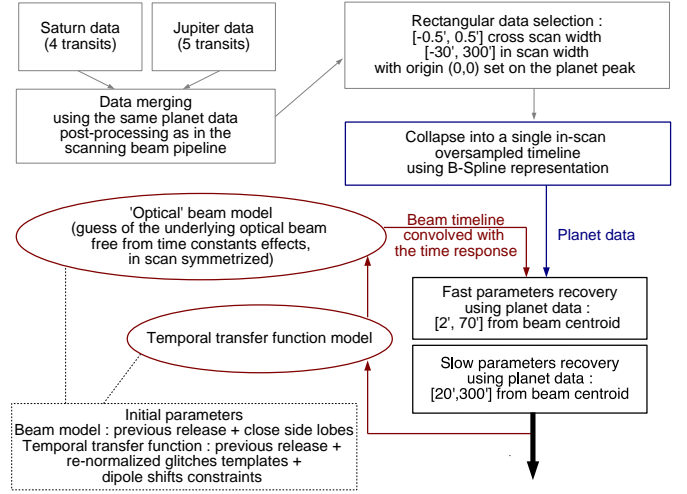 Saturn data
(4 transits)
Jupiter data
(5 transits)
Rectangular data selection :
[-0.5', 0.5'] cross scan width
[-30', 300'] in scan width
with origin (0,0) set on the planet peak
Data merging
using the same planet data
post-processing as in the
scanning beam pipeline
Collapse into a single in-scan
oversampled timeline
using B-Spline representation
'Optical' beam model
(guess of the underlying optical beam
free from time constants effects,
in scan symmetrized)
Beam timeline
convolved with
the time response
Planet data
Fast parameters recovery
using planet data :
[2', 70'] from beam centroid
Temporal transfer function model
Slow parameters recovery
using planet data :
[20',300'] from beam centroid
Initial parameters
Beam model : previous release + close side lobes
Temporal transfer function : previous release +
re-normalized glitches templates +
dipole shifts constraints